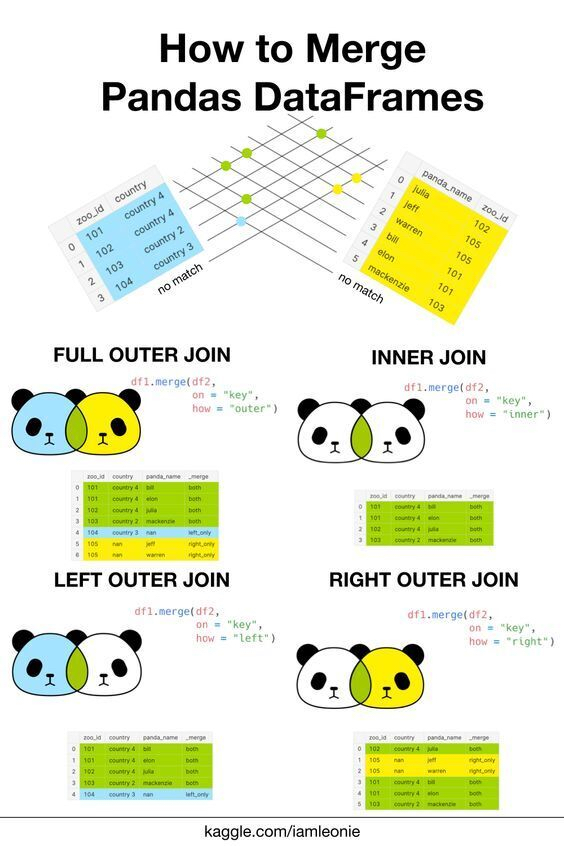 How to Merge
Pandas DataFrames
zoo_id country
0 101 country 4
1 102 country 4
2 103 country 2
3 104 country 3
no match
panda_name zoo_id
0 julia 102
1 jeff 105
2 warren 105
3 bill 101
4 elon 101
5 mackenzie 103
no match
FULL OUTER JOIN
df1.merge(df2,
on = "key",
how = "outer")
zoo_id country panda_name _merge
0 101 country 4 bill both
1 101 country 4 elon both
2 102 country 4 julia both
3 103 country 2 mackenzie both
4 104 country 3 nan left_only
5 105 nan jeff right_only
6 105 nan warren right_only
INNER JOIN
df1.merge(df2,
on = "key",
how = "inner")
zoo_id country panda_name _merge
0 101 country 4 bill both
1 101 country 4 elon both
2 102 country 4 julia both
3 103 country 2 mackenzie both
LEFT OUTER JOIN
df1.merge(df2,
on = "key",
how = "left")
zoo_id country panda_name _merge
0 101 country 4 bill both
1 101 country 4 elon both
2 102 country 4 julia both
3 103 country 2 mackenzie both
4 104 country 3 nan left_only
RIGHT OUTER JOIN
df1.merge(df2,
on = "key",
how = "right")
zoo_id country panda_name _merge
0 102 country 4 julia both
1 105 nan jeff right_only
2 105 nan warren right_only
3 101 country 4 bill both
4 101 country 4 elon both
5 103 country 2 mackenzie both
kaggle.com/iamleonie